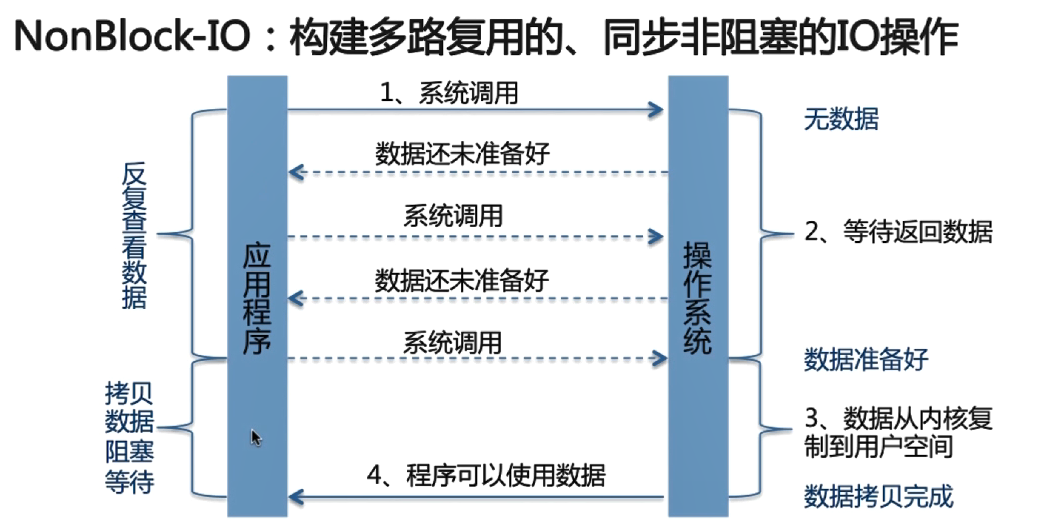 NonBlock-IO：构建多路复用的、同步非阻塞的IO操作
1、系统调用
无数据
数据还未准备好
反复查看数据
系统调用
2、等待返回数据
应用程序
操作系统
数据还未准备好
系统调用
数据准备好
拷贝
数据
阻塞
等待
3、数据从内核复
制到用户空间
4、程序可以使用数据
数据拷贝完成